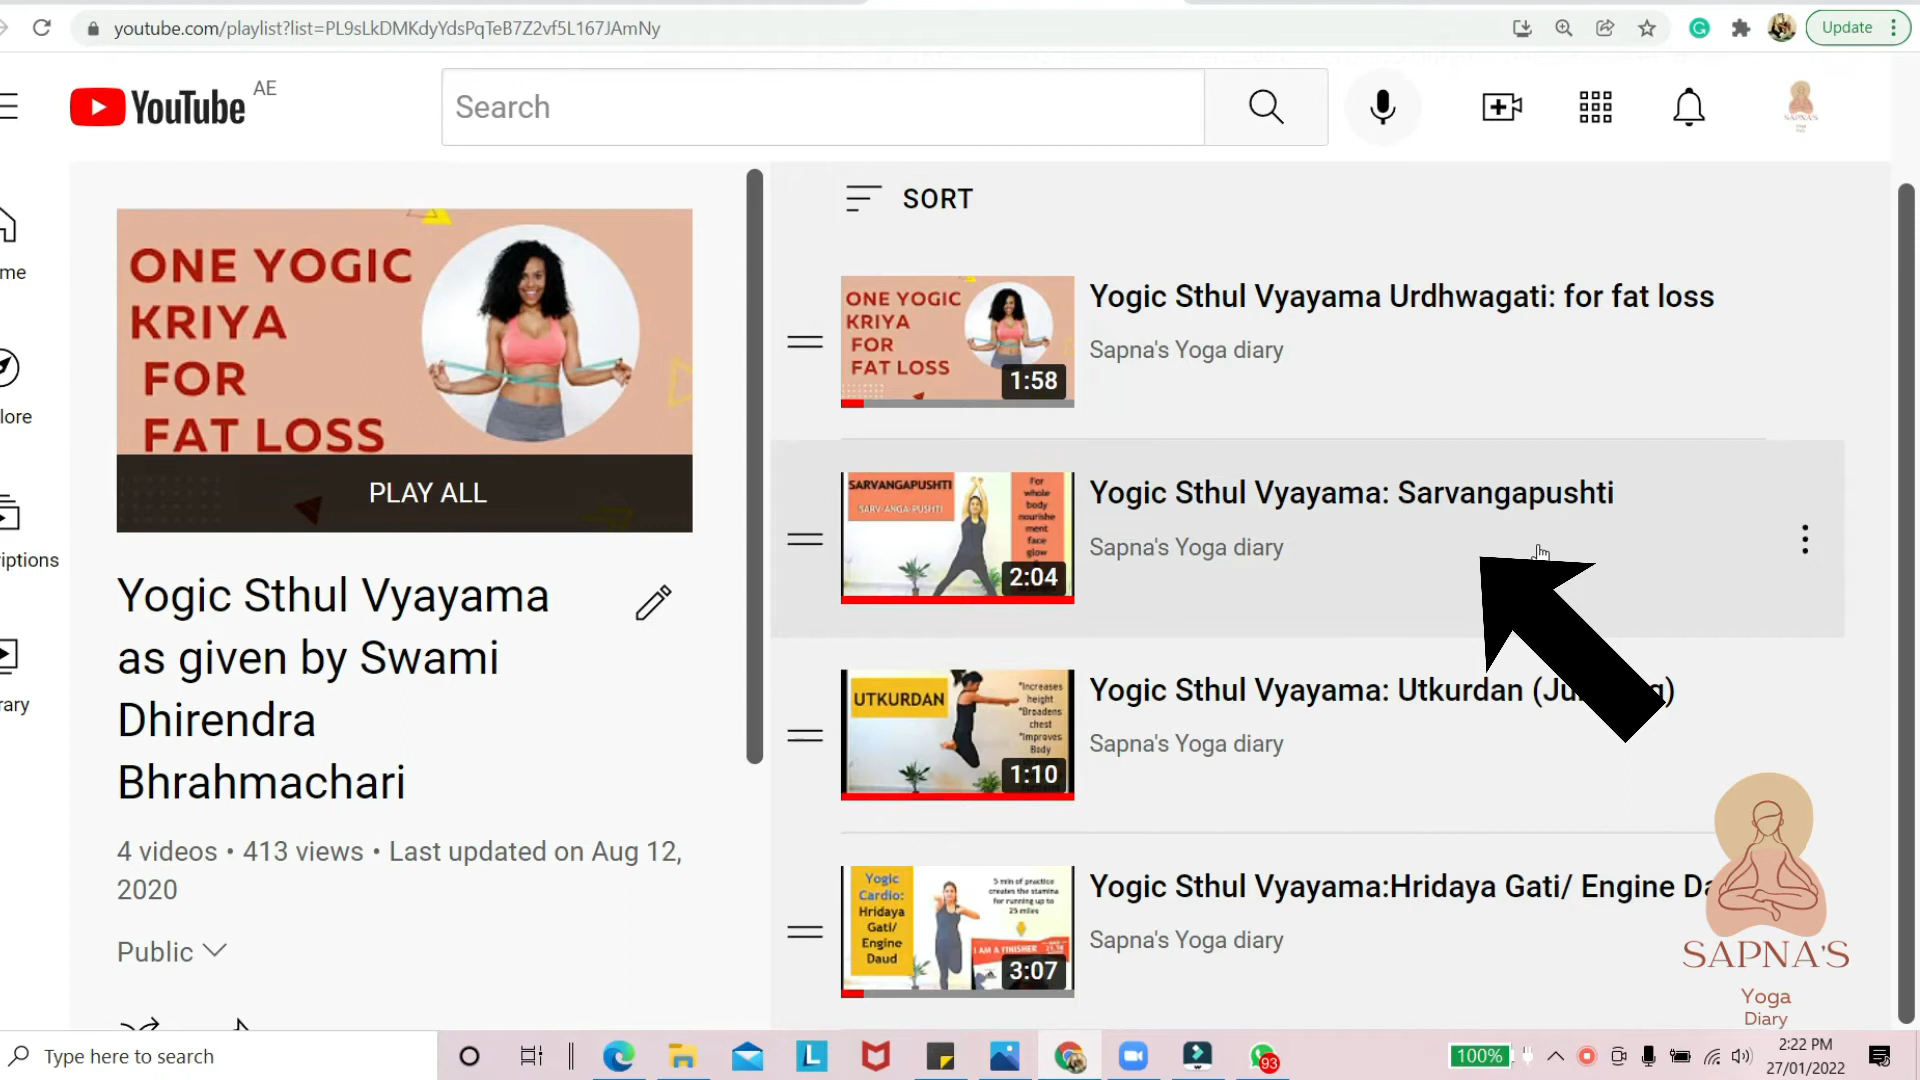 youtube.com/playlist?list=PL9sLkDMKdyYdsPqTeB7Z2vf5L167JAmNy
Update
YouTube AE
Search
SORT
ONE YOGIC
KRIYA
FOR
FAT LOSS
PLAY ALL
Yogic Sthul Vyayama
as given by Swami
Dhirendra
Bhrahmachari
4 videos • 413 views • Last updated on Aug 12,
2020
Public
me
lore
riptions
rary
ONE YOGIC
KRIYA
FOR
FAT LOSS
1:58
Yogic Sthul Vyayama Urdhwagati: for fat loss
Sapna's Yoga diary
SARVANGAPUSHTI
SARV-ANGA-PUSHTI
For
whole
body
nourishe
ment
face
glow
2:04
Yogic Sthul Vyayama: Sarvangapushti
Sapna's Yoga diary
UTKURDAN
*Increases
height
*Broadens
chest
*Improves
Body
1:10
Yogic Sthul Vyayama: Utkurdan
Sapna's Yoga diary
Yogic
Cardio:
Hridaya
Gati/
Engine
Daud
5 min of practice
creates the stamina
for running up to
25 miles
I AM A FINISHER
3:07
Yogic Sthul Vyayama:Hridaya Gati/ Engine Da
Sapna's Yoga diary
SAPNA'S
Yoga
Diary
Type here to search
L
93
100%
2:22 PM
27/01/2022